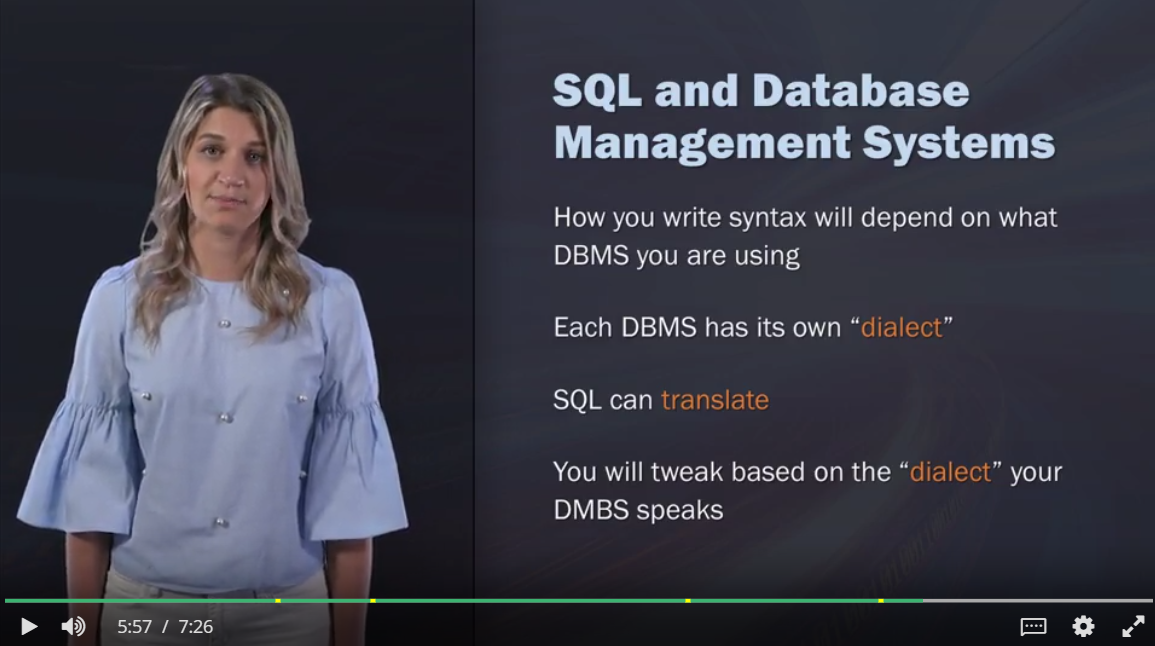 SQL and Database
Management Systems
How you write syntax will depend on what
DBMS you are using
Each DBMS has its own “dialect”
SQL can translate
You will tweak based on the “dialect” your
DMBS speaks
5:57 / 7:26